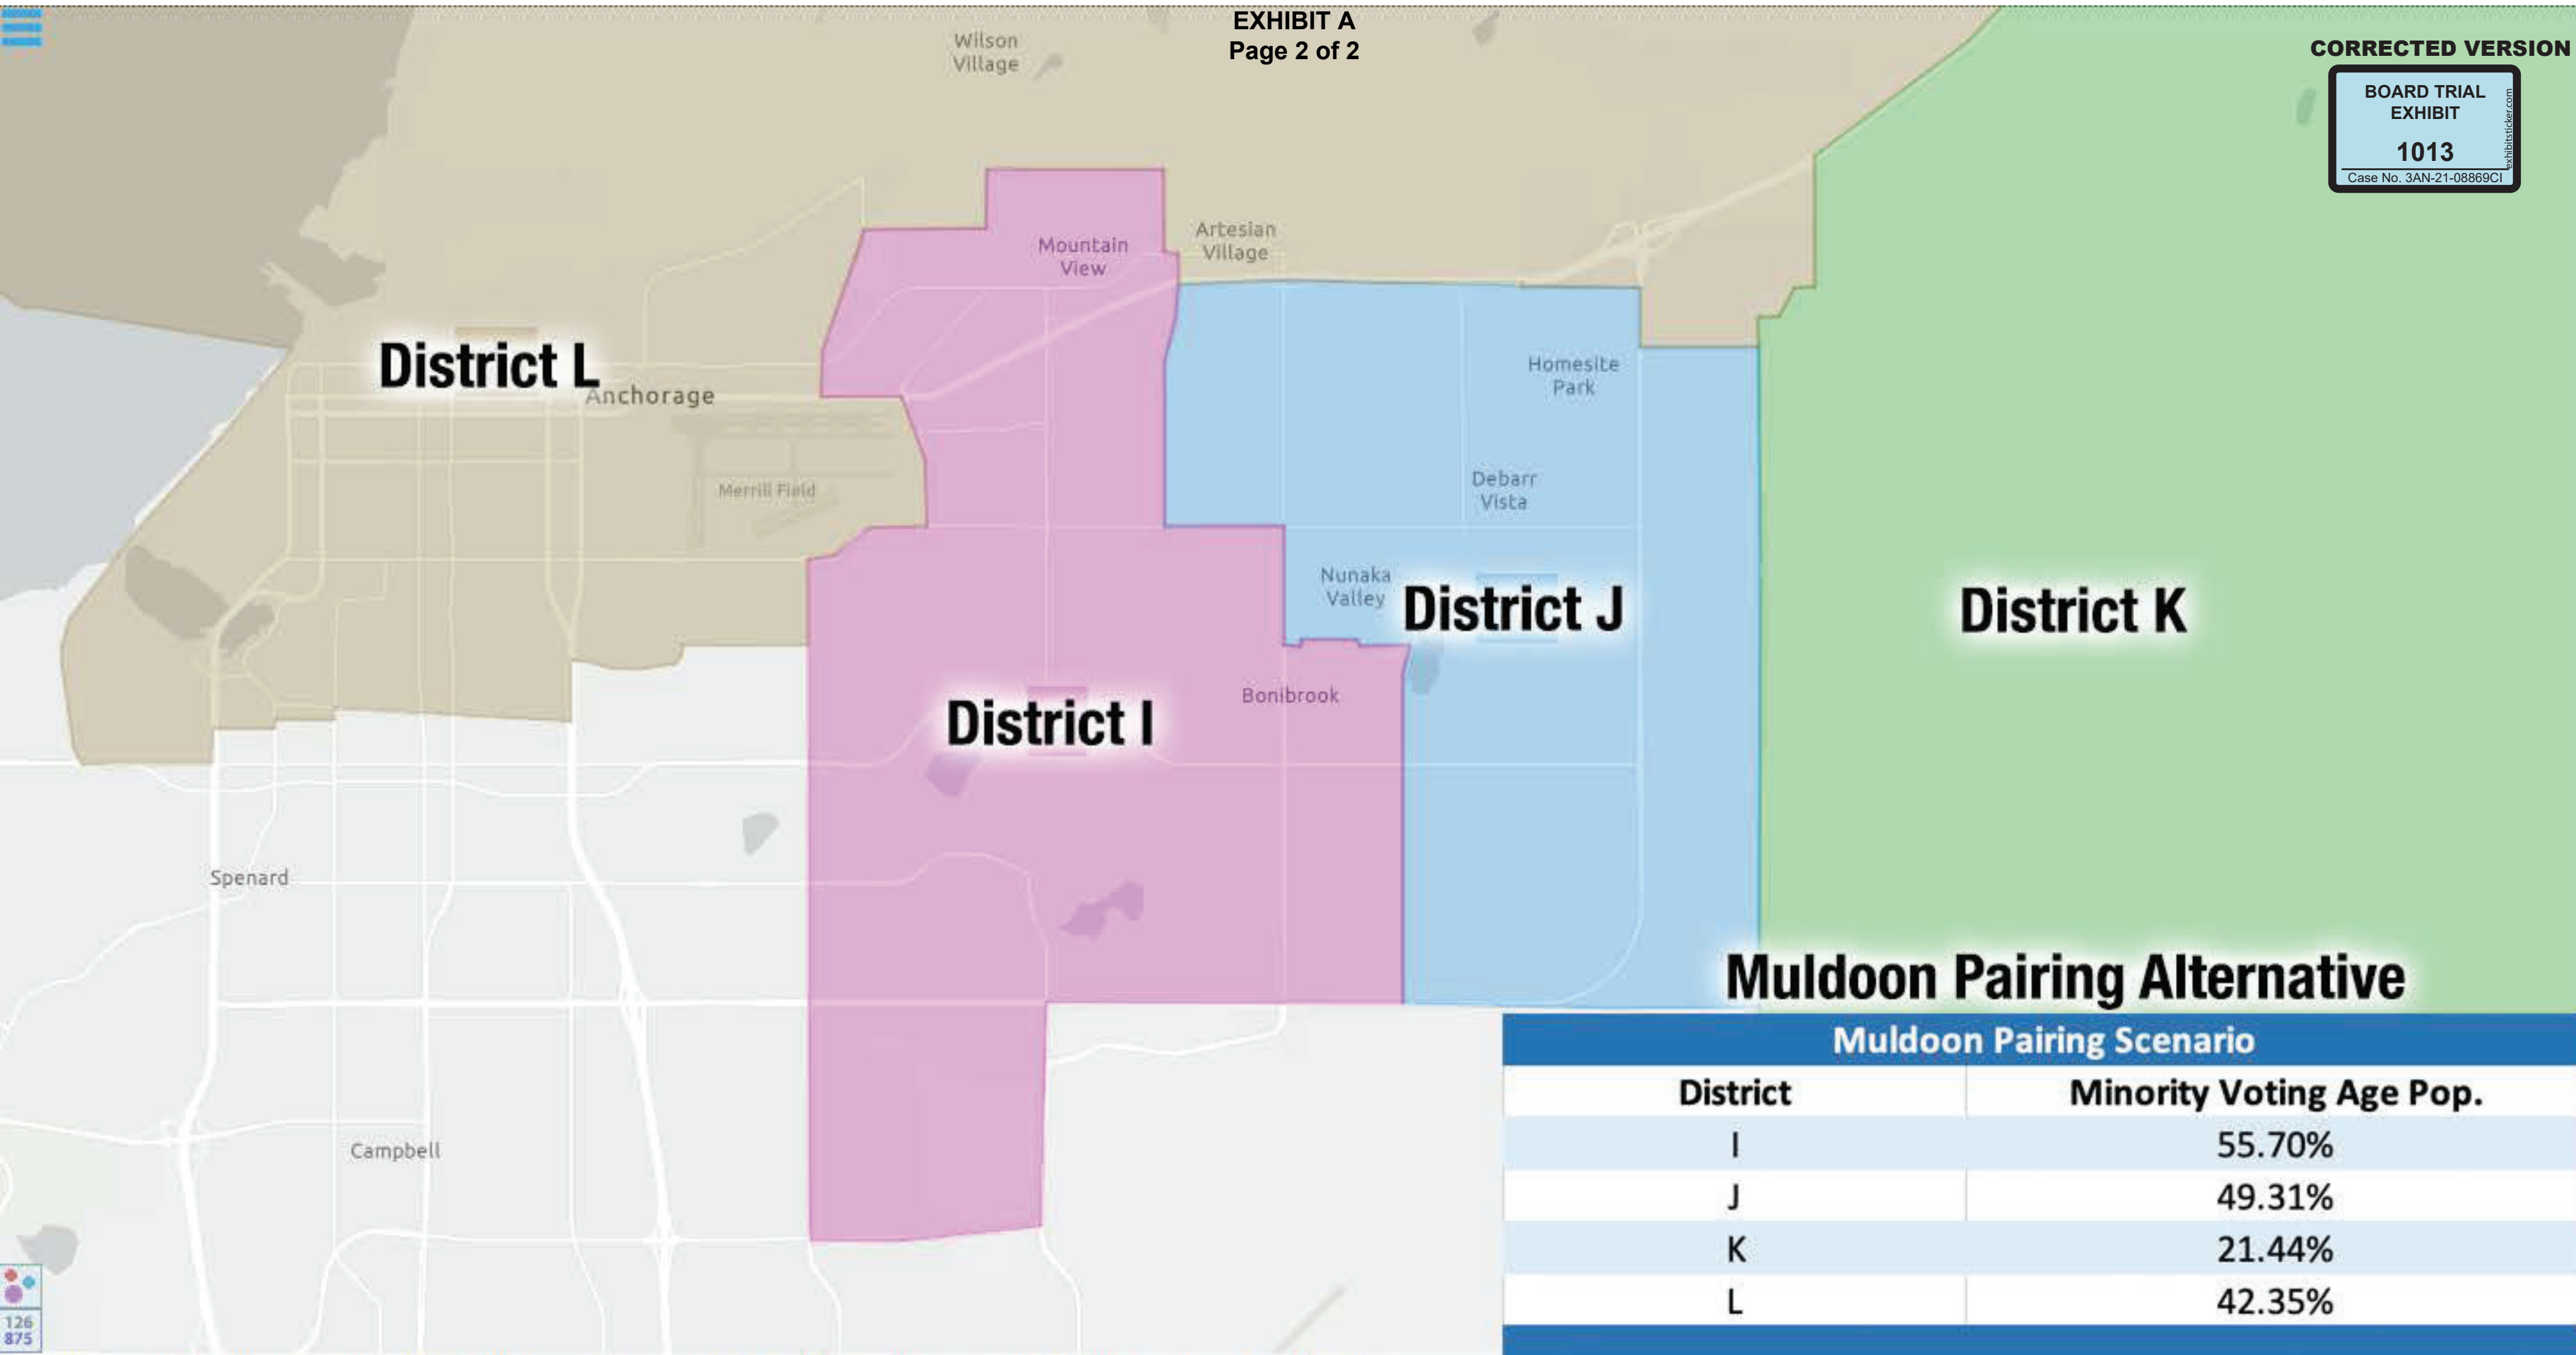 EXHIBIT A
Page 2 of 2
CORRECTED VERSION
BOARD TRIAL
EXHIBIT
1013
Case No. 3AN-21-08869CI
exhibitsticker.com
Wilson
Village
Mountain
View
Artesian
Village
District L
Anchorage
Homesite
Park
Merrill Field
Debarr
Vista
Nunaka
Valley
District J
District K
District I
Bonibrook
Spenard
Campbell
Muldoon Pairing Alternative
Muldoon Pairing Scenario
District Minority Voting Age Pop.
I 55.70%
J 49.31%
K 21.44%
L 42.35%
126
875